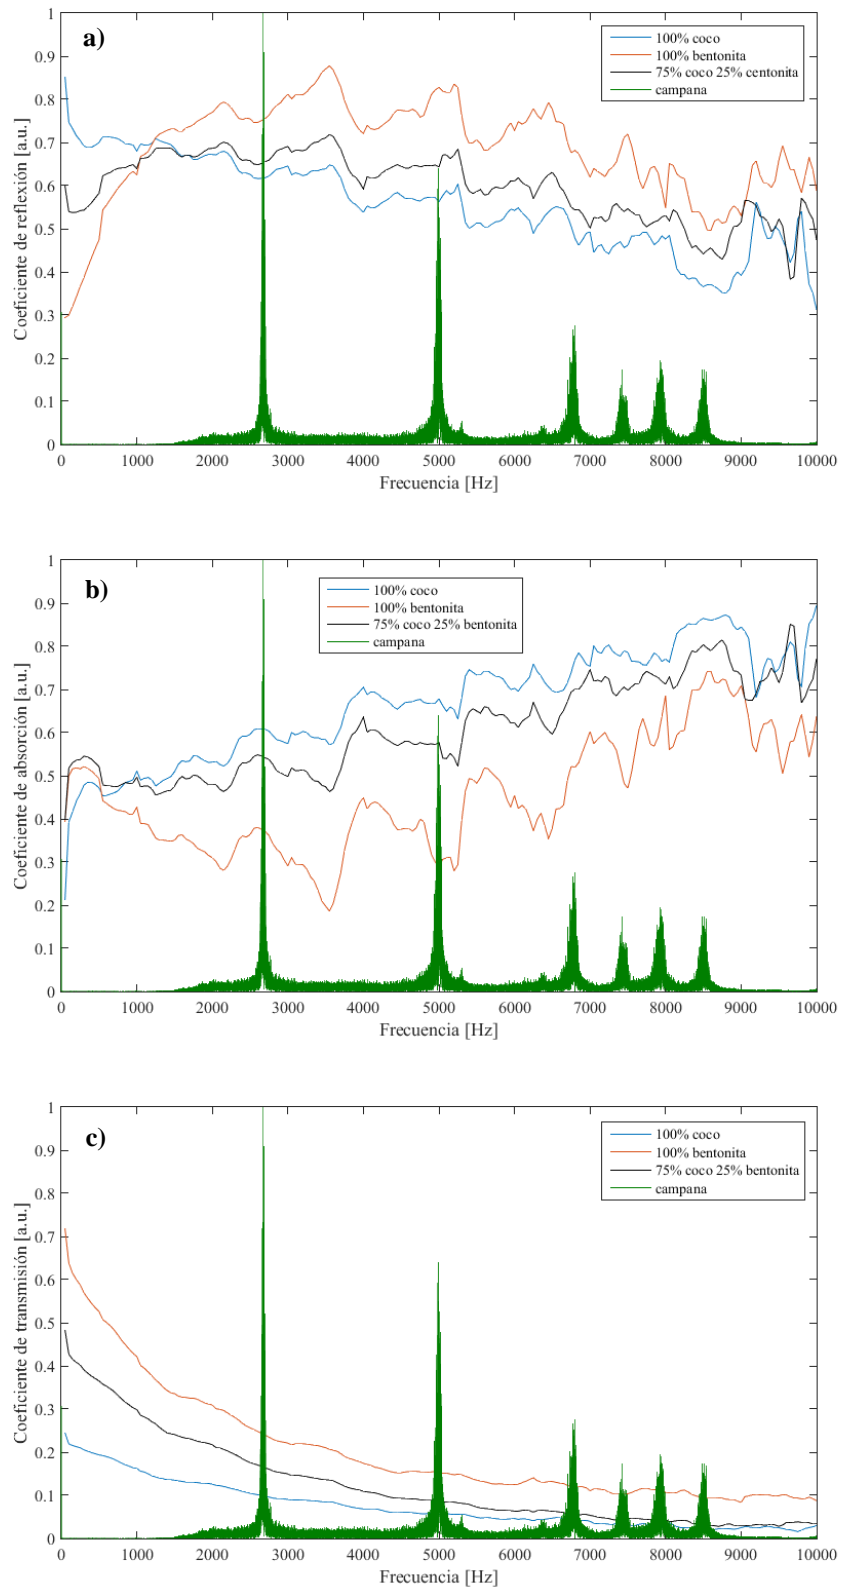 a)
100% coco
100% bentonita
75% coco 25% centonita
campana
Coeficiente de reflexión [a.u.]
1
0.9
0.8
0.7
0.6
0.5
0.4
0.3
0.2
0.1
0
0 1000 2000 3000 4000 5000 6000 7000 8000 9000 10000
Frecuencia [Hz]
b)
100% coco
100% bentonita
75% coco 25% bentonita
campana
Coeficiente de absorción [a.u.]
1
0.9
0.8
0.7
0.6
0.5
0.4
0.3
0.2
0.1
0
0 1000 2000 3000 4000 5000 6000 7000 8000 9000 10000
Frecuencia [Hz]
c)
100% coco
100% bentonita
75% coco 25% bentonita
campana
Coeficiente de transmisión [a.u.]
1
0.9
0.8
0.7
0.6
0.5
0.4
0.3
0.2
0.1
0
0 1000 2000 3000 4000 5000 6000 7000 8000 9000 10000
Frecuencia [Hz]